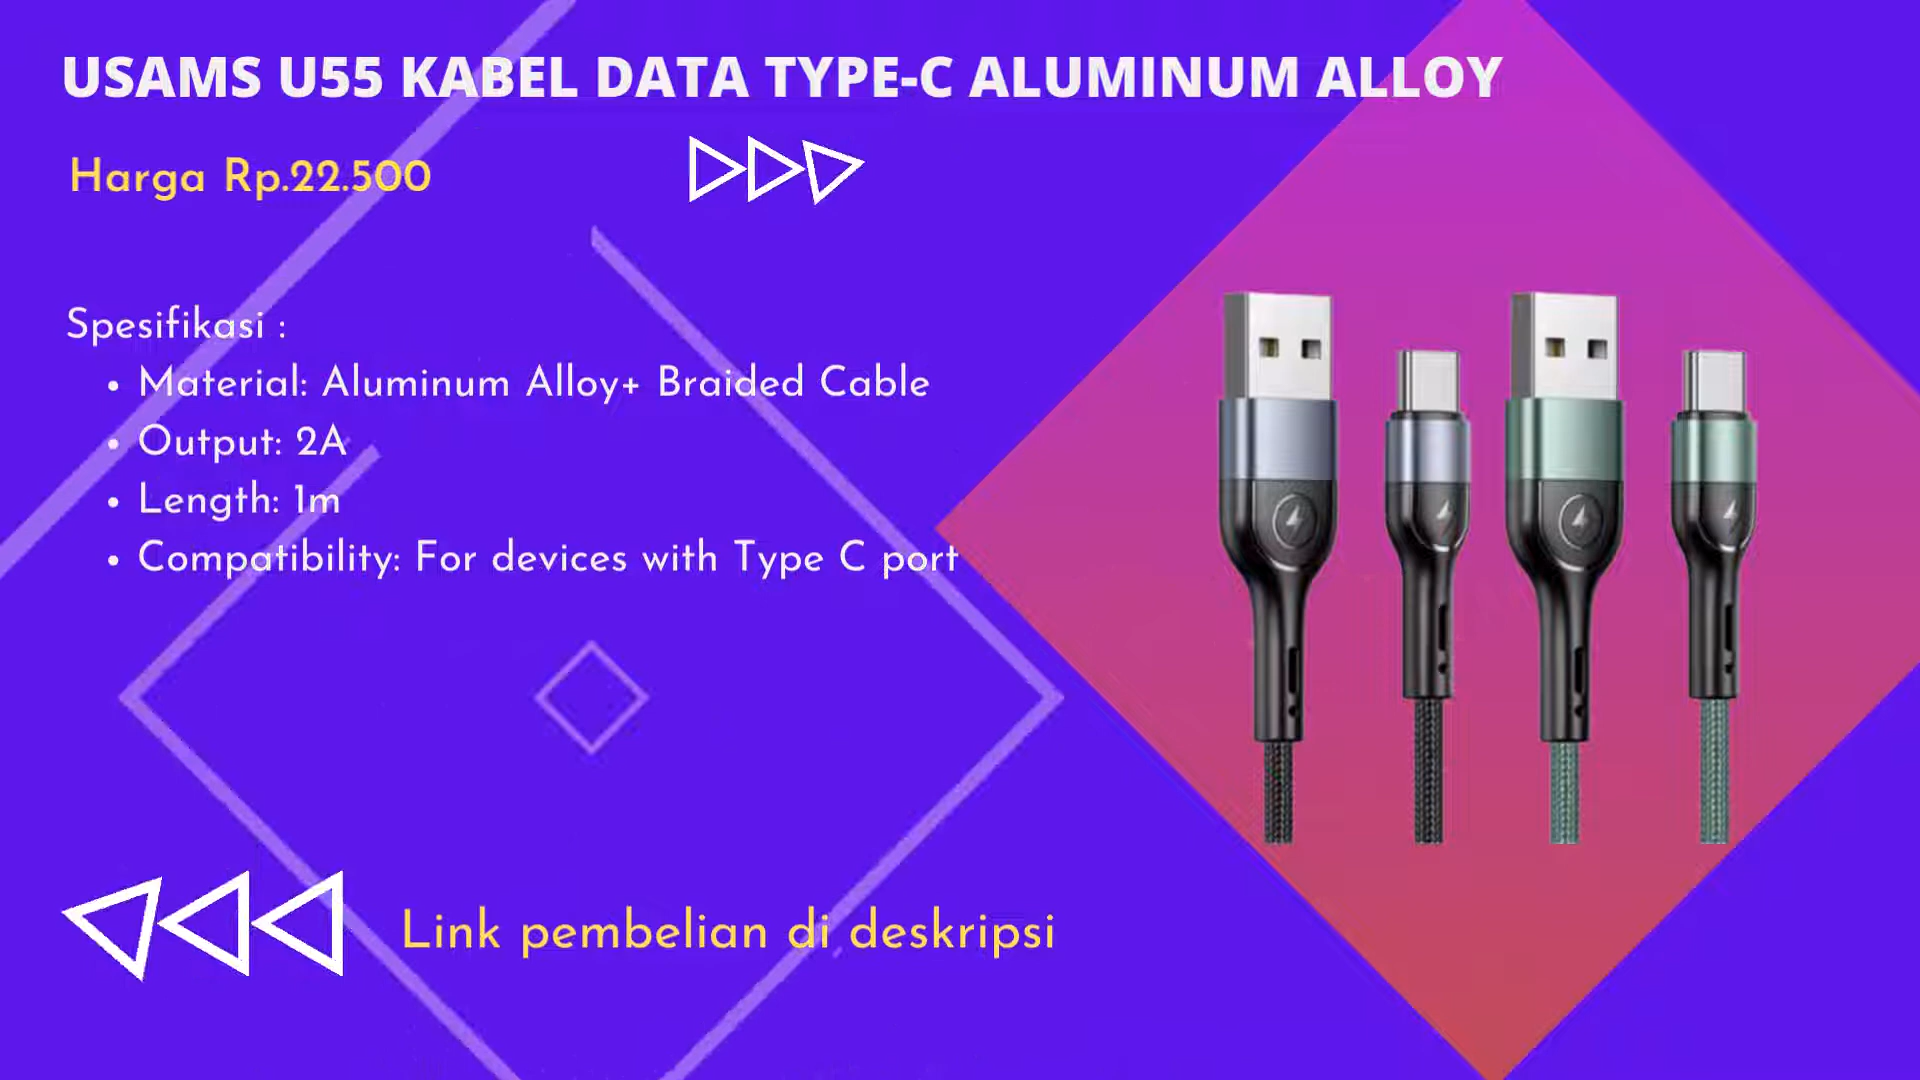 USAMS U55 KABEL DATA TYPE-C ALUMINUM ALLOY
Harga Rp.22.500
Spesifikasi :
• Material: Aluminum Alloy+ Braided Cable
• Output: 2A
• Length: 1m
• Compatibility: For devices with Type C port
Link pembelian di deskripsi